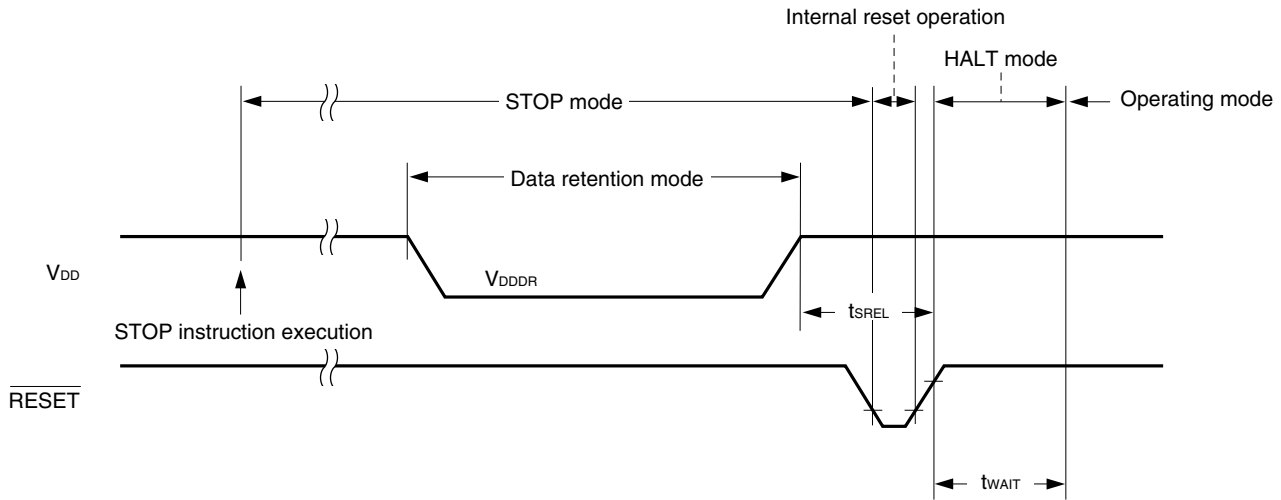 Internal reset operation
HALT mode
STOP mode
Operating mode
Data retention mode
VDD
VDDDR
STOP instruction execution
tSREL
RESET
tWAIT